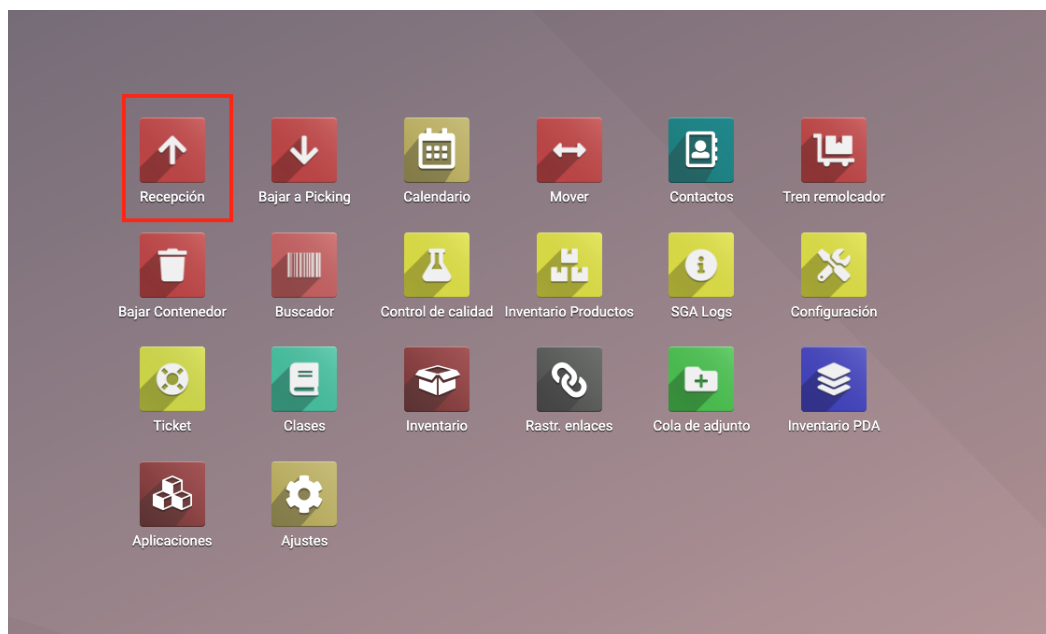 Recepción
Bajar a Picking
Calendario
Mover
Contactos
Tren remolcador
Bajar Contenedor
Buscador
Control de calidad
Inventario Productos
SGA Logs
Configuración
Ticket
Clases
Inventario
Rastr. enlaces
Cola de adjunto
Inventario PDA
Aplicaciones
Ajustes